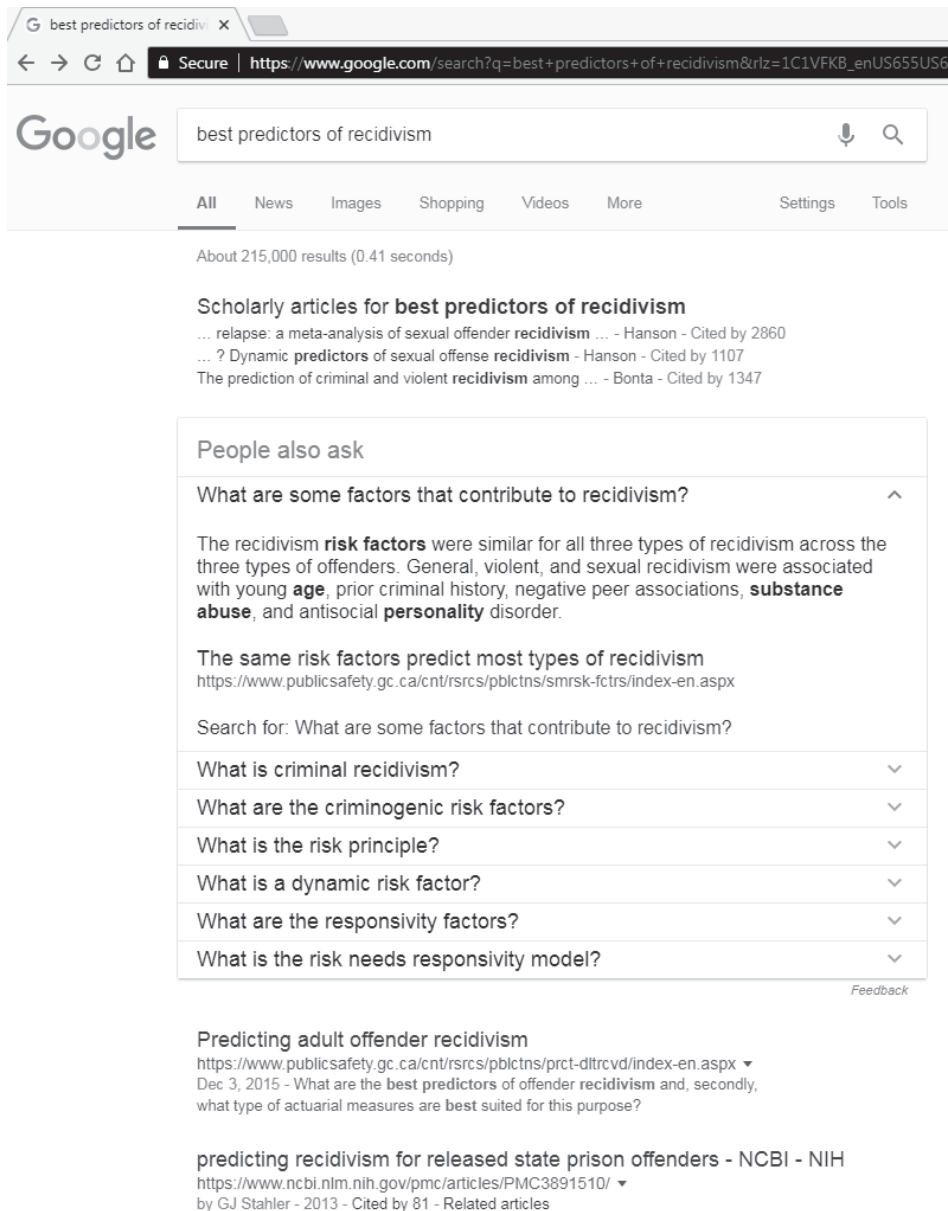 best predictors of recidivi
Secure | https://www.google.com/search?q=best+predictors+of+recidivism&rlz=1C1VFKB_enUS655US6
Google
best predictors of recidivism
All News Images Shopping Videos More Settings Tools
About 215,000 results (0.41 seconds)
Scholarly articles for best predictors of recidivism
... relapse: a meta-analysis of sexual offender recidivism ... - Hanson - Cited by 2860
... ? Dynamic predictors of sexual offense recidivism - Hanson - Cited by 1107
The prediction of criminal and violent recidivism among ... - Bonta - Cited by 1347
People also ask
What are some factors that contribute to recidivism?
The recidivism risk factors were similar for all three types of recidivism across the
three types of offenders. General, violent, and sexual recidivism were associated
with young age, prior criminal history, negative peer associations, substance
abuse, and antisocial personality disorder.
The same risk factors predict most types of recidivism
https://www.publicsafety.gc.ca/cnt/rsrcs/pblctns/smrsk-fctrs/index-en.aspx
Search for: What are some factors that contribute to recidivism?
What is criminal recidivism?
What are the criminogenic risk factors?
What is the risk principle?
What is a dynamic risk factor?
What are the responsivity factors?
What is the risk needs responsivity model?
Feedback
Predicting adult offender recidivism
https://www.publicsafety.gc.ca/cnt/rsrcs/pblctns/prct-dltrcvd/index-en.aspx
Dec 3, 2015 - What are the best predictors of offender recidivism and, secondly,
what type of actuarial measures are best suited for this purpose?
predicting recidivism for released state prison offenders - NCBI - NIH
https://www.ncbi.nlm.nih.gov/pmc/articles/PMC3891510/
by GJ Stahler - 2013 - Cited by 81 - Related articles